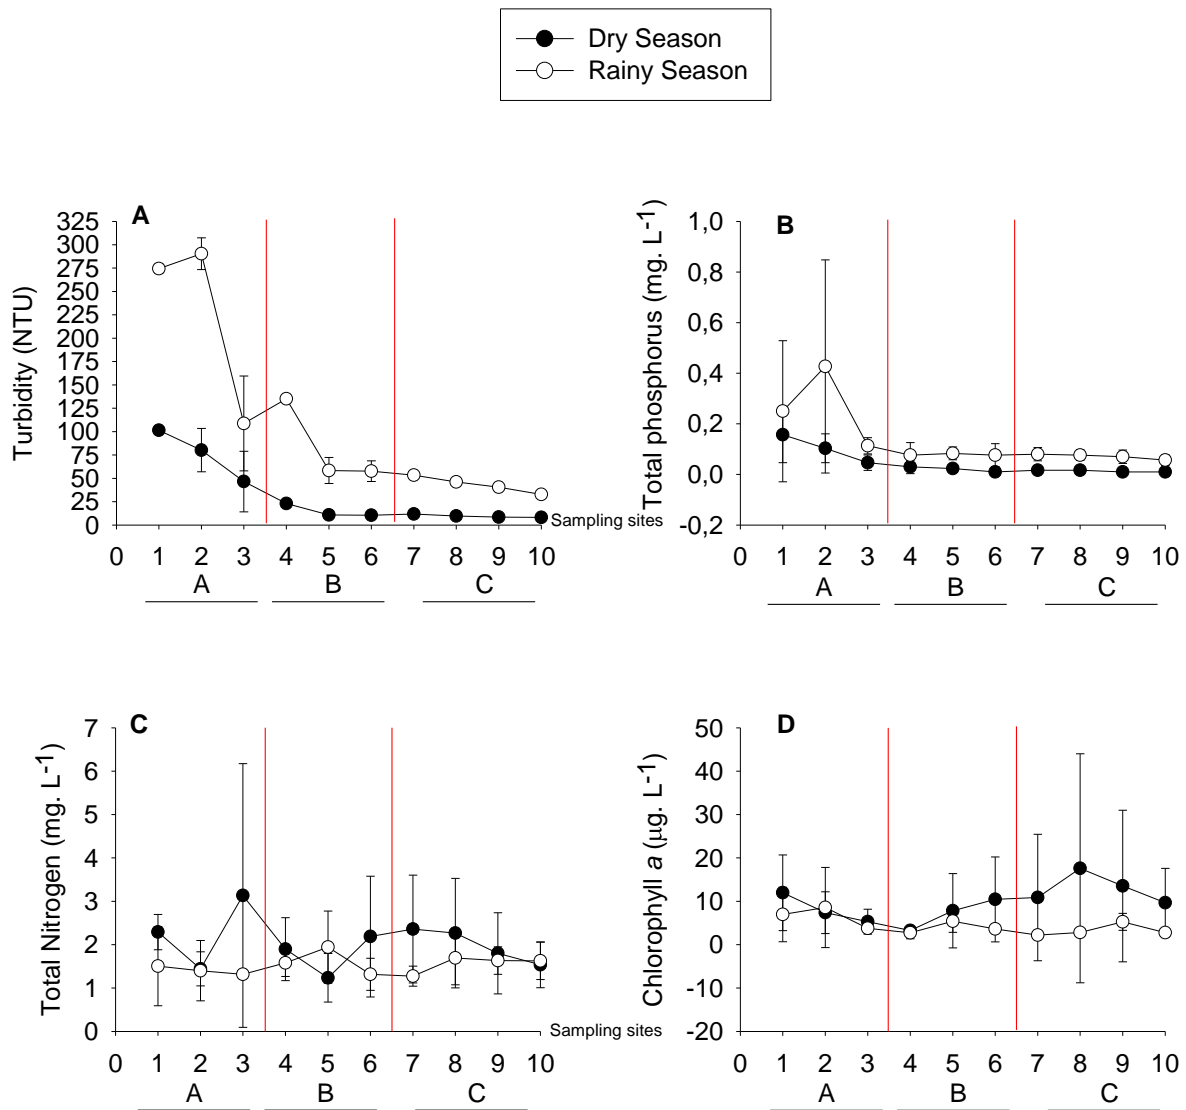 Dry Season
Rainy Season
A
325
300
275
250
225
200
175
150
125
100
75
50
25
0
Turbidity (NTU)
Sampling sites
0 1 2 3 4 5 6 7 8 9 10
A B C
B
1,0
0,8
0,6
0,4
0,2
0,0
-0,2
Total phosphorus (mg. L-1)
0 1 2 3 4 5 6 7 8 9 10
A B C
C
7
6
5
4
3
2
1
0
Total Nitrogen (mg. L-1)
Sampling sites
0 1 2 3 4 5 6 7 8 9 10
A B C
D
50
40
30
20
10
0
-10
-20
Chlorophyll a (μg. L-1)
0 1 2 3 4 5 6 7 8 9 10
A B C